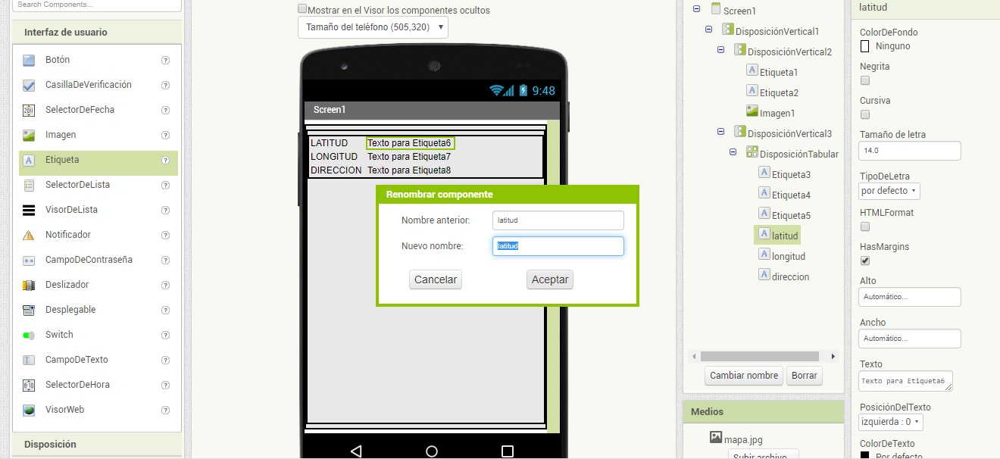 Search Components...
Interfaz de usuario
Botón
?
CasillaDeVerificación
?
SelectorDeFecha
?
Imagen
?
Etiqueta
?
SelectorDeLista
?
VisorDeLista
?
Notificador
?
CampoDeContraseña
?
Deslizador
?
Desplegable
?
Switch
?
CampoDeTexto
?
SelectorDeHora
?
VisorWeb
?
Disposición
Mostrar en el Visor los componentes ocultos
Tamaño del teléfono (505,320)
9:48
Screen1
LATITUD Texto para Etiqueta6
LONGITUD Texto para Etiqueta7
DIRECCION Texto para Etiqueta8
Renombrar componente
Nombre anterior: latitud
Nuevo nombre: latitud
Cancelar Aceptar
Screen1
DisposiciónVertical1
DisposiciónVertical2
Etiqueta1
Etiqueta2
Imagen1
DisposiciónVertical3
DisposiciónTabular
Etiqueta3
Etiqueta4
Etiqueta5
latitud
longitud
direccion
Cambiar nombre Borrar
Medios
mapa.jpg
Subir archivo...
latitud
ColorDeFondo
Ninguno
Negrita
Cursiva
Tamaño de letra
14.0
TipoDeLetra
por defecto
HTMLFormat
HasMargins
Alto
Automático...
Ancho
Automático...
Texto
Texto para Etiqueta6
PosiciónDelTexto
izquierda : 0
ColorDeTexto
Por defecto